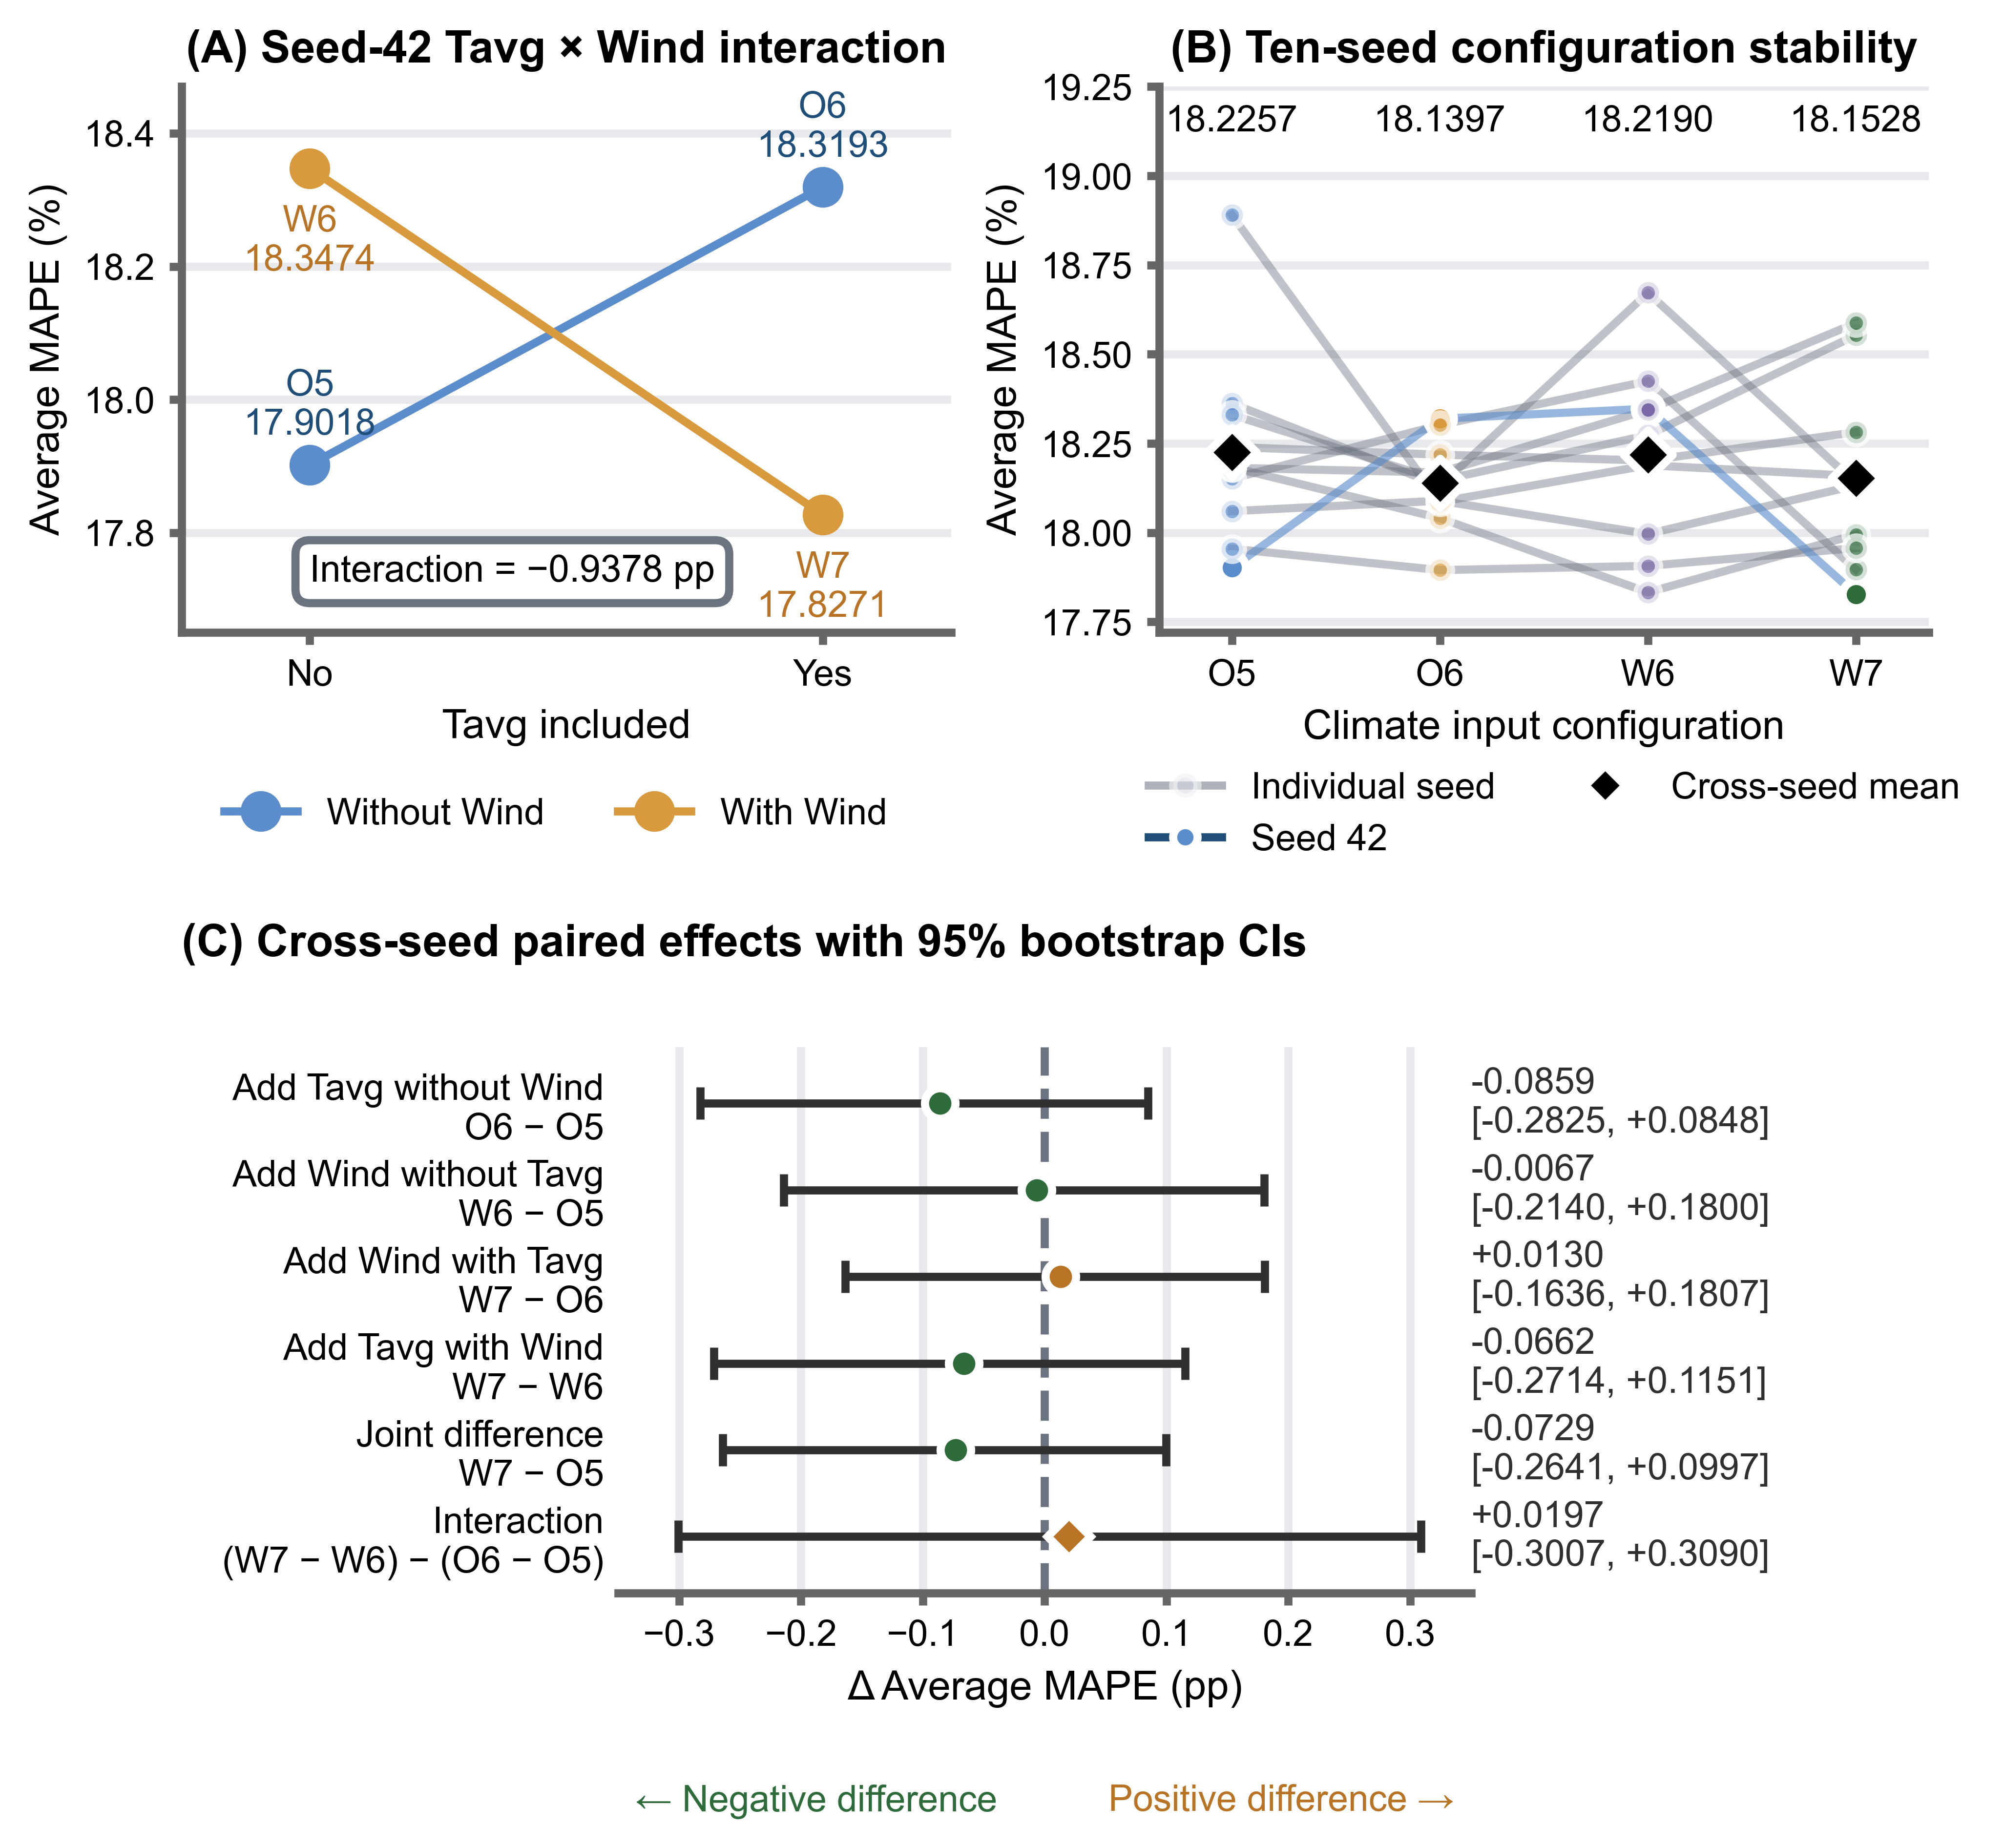 (A) Seed-42 Tavg × Wind interaction
Average MAPE (%)
18.4
18.2
18.0
17.8
O6
18.3193
W6
18.3474
O5
17.9018
W7
17.8271
Interaction = −0.9378 pp
No
Yes
Tavg included
Without Wind
With Wind
(B) Ten-seed configuration stability
Average MAPE (%)
19.25
19.00
18.75
18.50
18.25
18.00
17.75
18.2257
18.1397
18.2190
18.1528
O5
O6
W6
W7
Climate input configuration
Individual seed
Cross-seed mean
Seed 42
(C) Cross-seed paired effects with 95% bootstrap CIs
Add Tavg without Wind
O6 − O5
-0.0859
[-0.2825, +0.0848]
Add Wind without Tavg
W6 − O5
-0.0067
[-0.2140, +0.1800]
Add Wind with Tavg
W7 − O6
+0.0130
[-0.1636, +0.1807]
Add Tavg with Wind
W7 − W6
-0.0662
[-0.2714, +0.1151]
Joint difference
W7 − O5
-0.0729
[-0.2641, +0.0997]
Interaction
(W7 − W6) − (O6 − O5)
+0.0197
[-0.3007, +0.3090]
−0.3
−0.2
−0.1
0.0
0.1
0.2
0.3
Δ Average MAPE (pp)
← Negative difference
Positive difference →